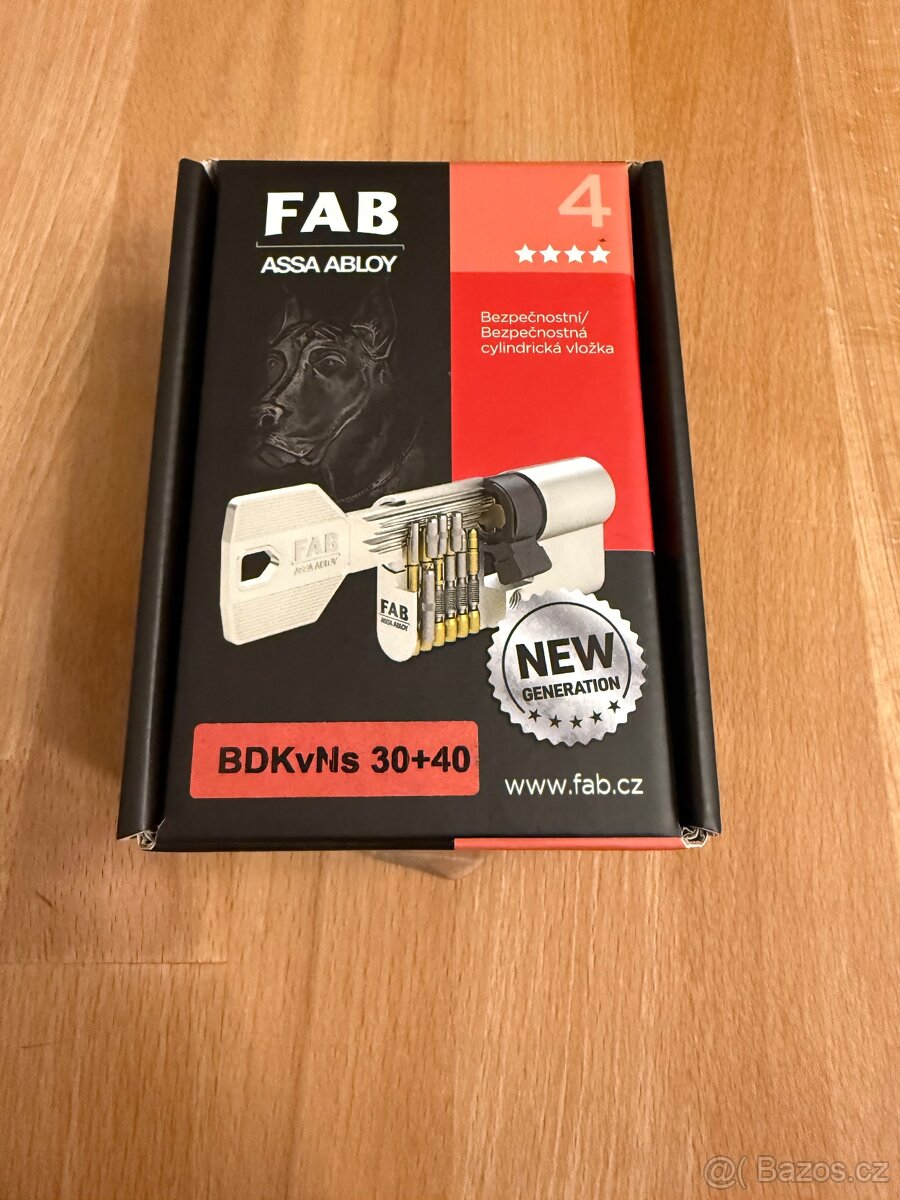 FAB
ASSA ABLOY
4
Bezpečnostní/
Bezpečnostná
cylindrická vložka
FAB
ASSA ABLOY
FAB
ASSA ABLOY
NEW
GENERATION
BDKvNs 30+40
www.fab.cz
@( Bazos.cz